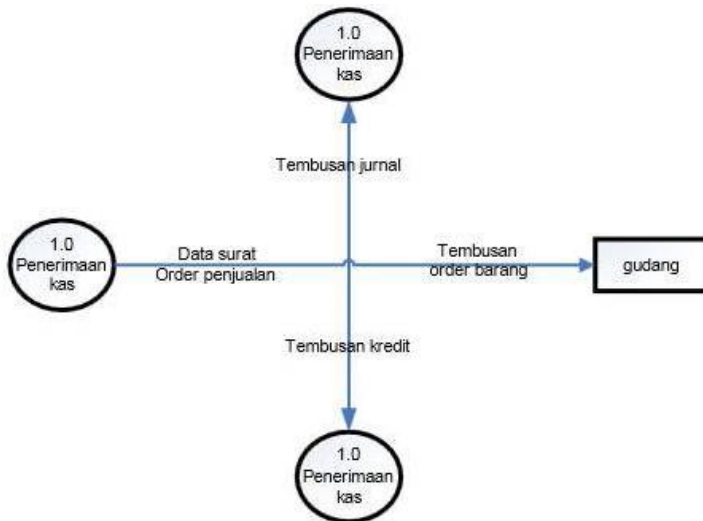 1.0
Penerimaan
kas
Tembusan jurnal
1.0
Penerimaan
kas
Data surat
Order penjualan
Tembusan
order barang
gudang
Tembusan kredit
1.0
Penerimaan
kas